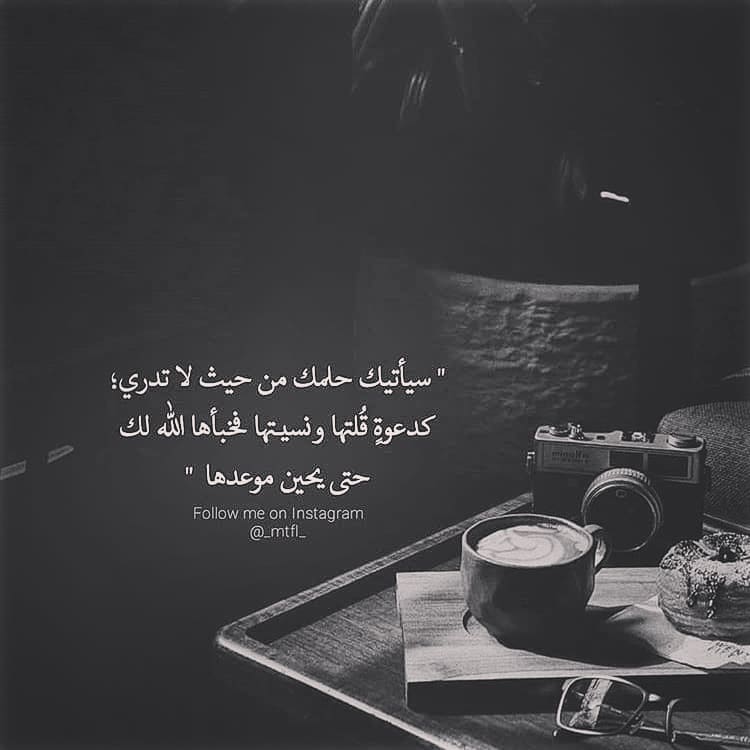 " سيأتيك حلمك من حيث لا تدري؛
كدعوةٍ قُلتها ونسيتها فخبأها الله لك
حتى يحين موعدها "
Follow me on Instagram
@_mtfl_
minolta